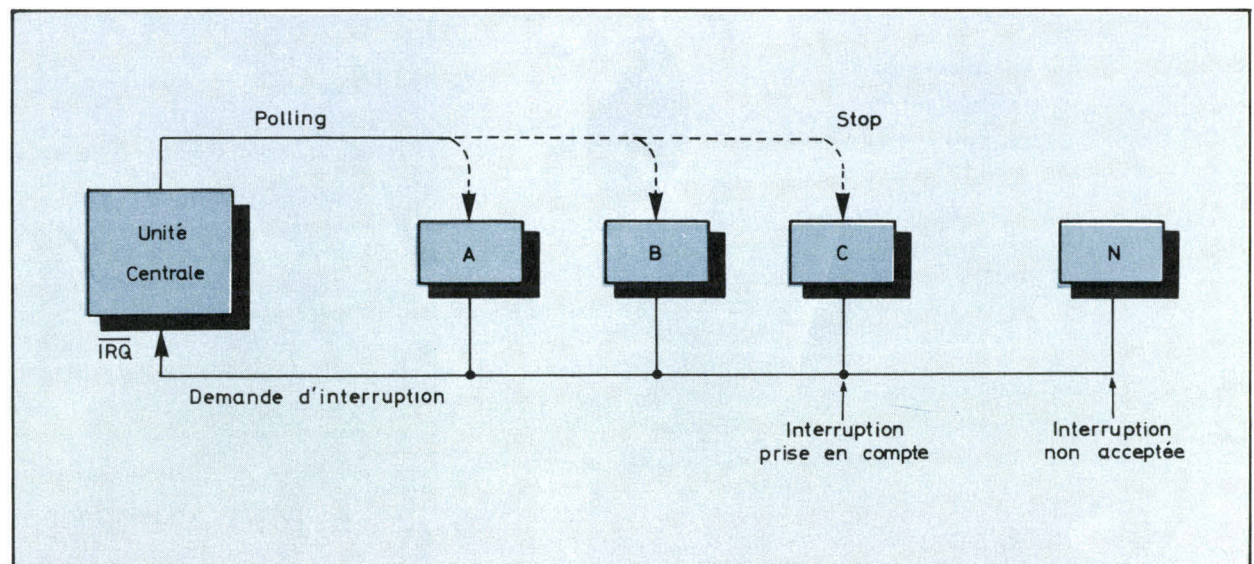 Polling
Stop
Unité
Centrale
A
B
C
N
IRQ
Demande d'interruption
Interruption
prise en compte
Interruption
non acceptée